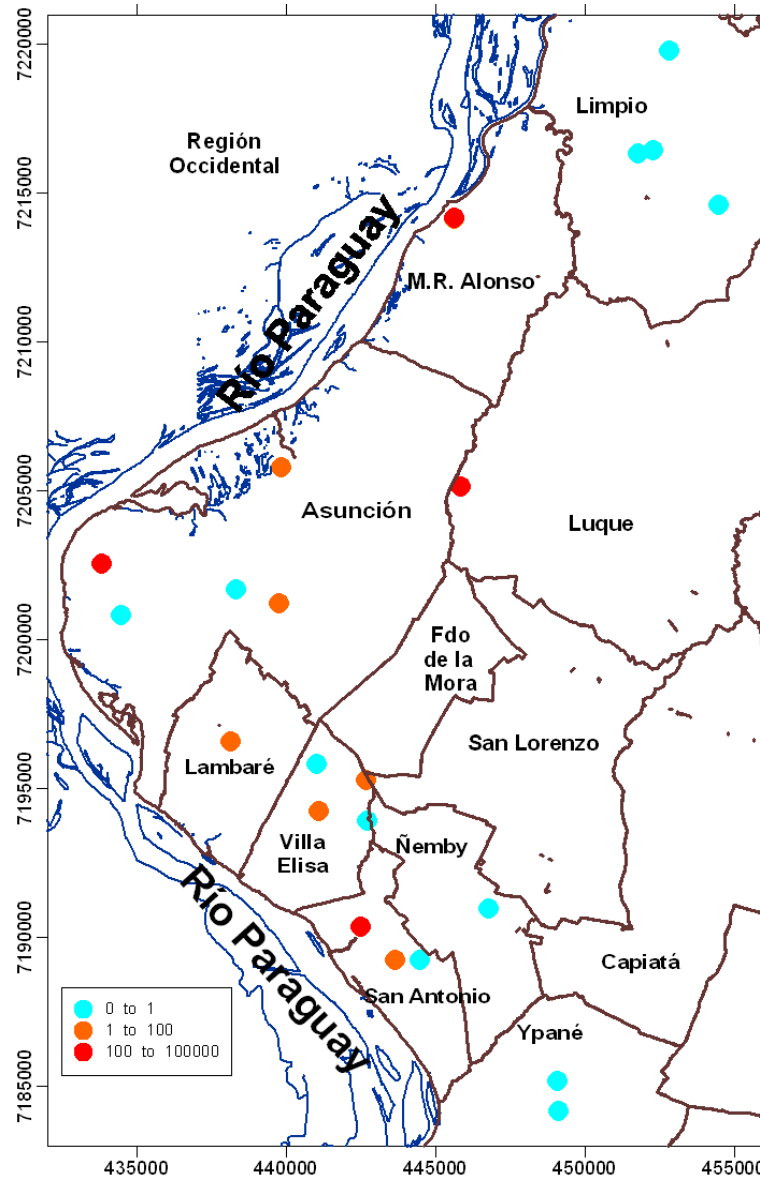 7220000
7215000
7210000
7205000
7200000
7195000
7190000
7185000
Limpio
Región
Occidental
Río Paraguay
M.R. Alonso
Asunción
Luque
Fdo
de la
Mora
San Lorenzo
Lambaré
Villa
Elisa
Ñemby
Río Paraguay
Capiatá
San Antonio
Ypané
0 to 1
1 to 100
100 to 100000
435000 440000 445000 450000 455000